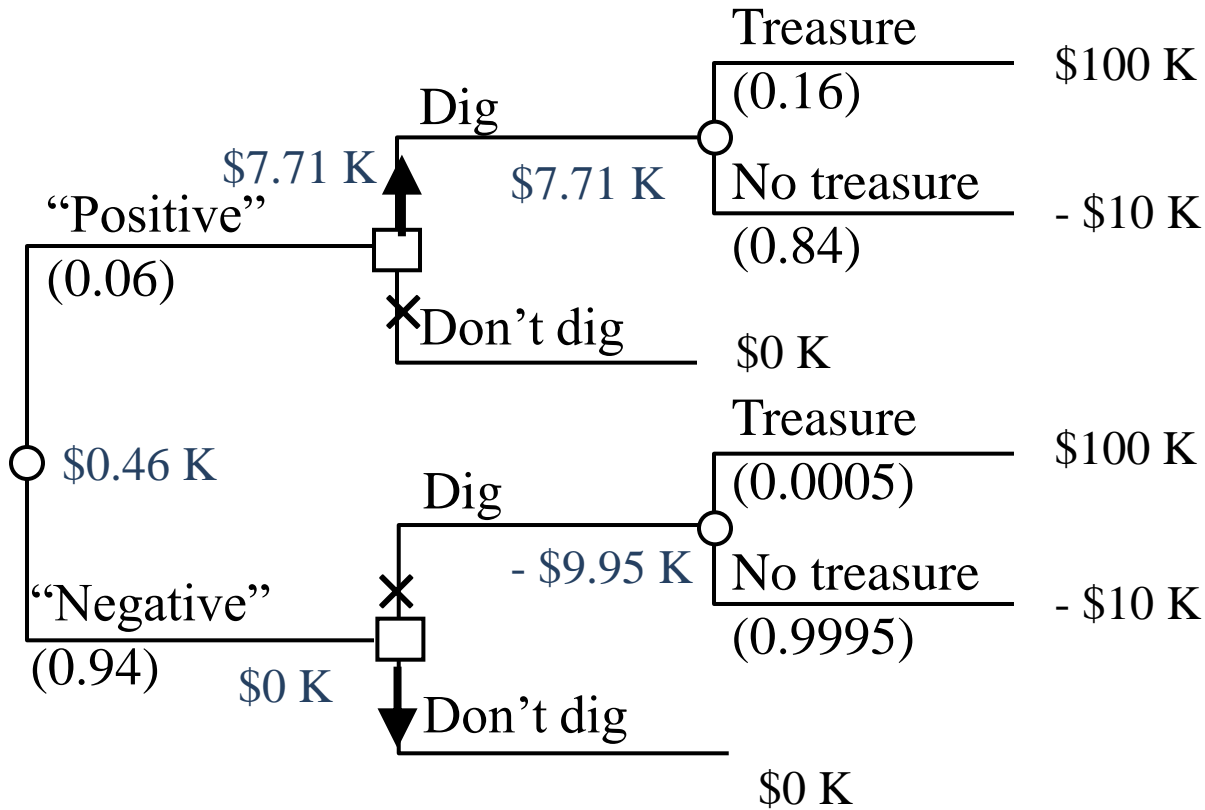 Treasure
$100 K
(0.16)
Dig
$7.71 K
$7.71 K
No treasure
- $10 K
“Positive”
(0.84)
(0.06)
Don’t dig
$0 K
Treasure
$100 K
$0.46 K
(0.0005)
Dig
- $9.95 K
No treasure
- $10 K
“Negative”
(0.9995)
(0.94)
$0 K
Don’t dig
$0 K